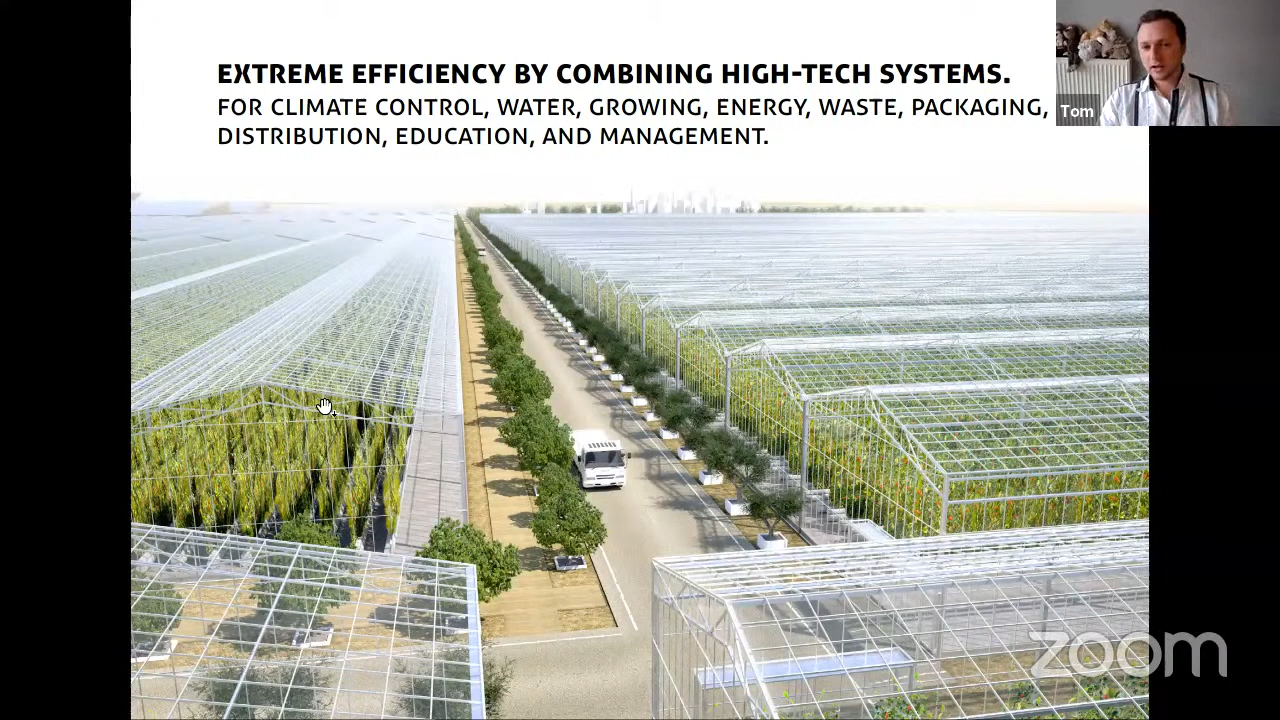 EXTREME EFFICIENCY BY COMBINING HIGH-TECH SYSTEMS.
FOR CLIMATE CONTROL, WATER, GROWING, ENERGY, WASTE, PACKAGING,
DISTRIBUTION, EDUCATION, AND MANAGEMENT.
Tom
zoom